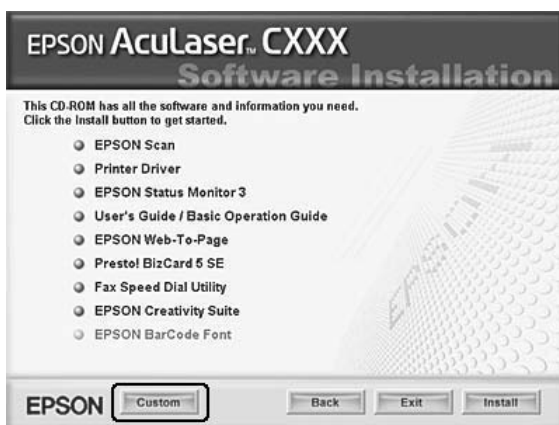 EPSON AcuLaser™ CXXX
Software Installation
This CD-ROM has all the software and information you need.
Click the Install button to get started.
EPSON Scan
Printer Driver
EPSON Status Monitor 3
User's Guide / Basic Operation Guide
EPSON Web-To-Page
Presto! BizCard 5 SE
Fax Speed Dial Utility
EPSON Creativity Suite
EPSON BarCode Font
EPSON
EPSON Custom Back Exit Install